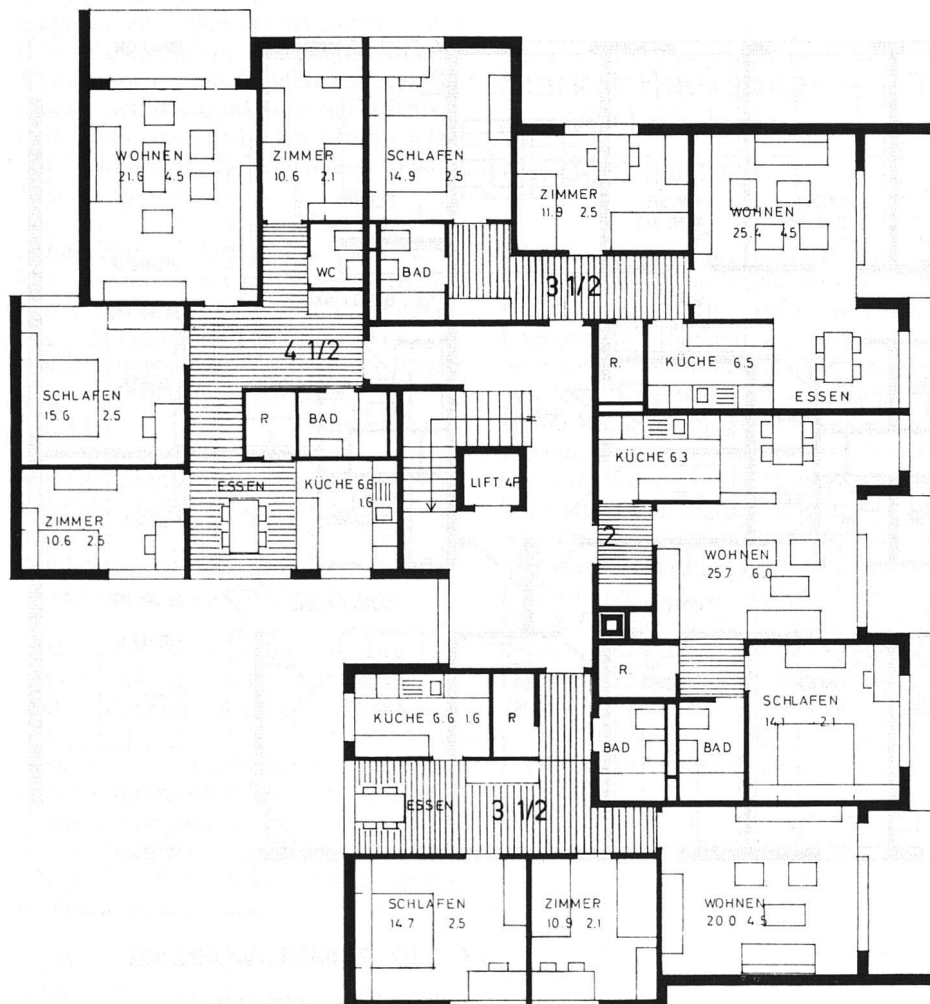 WOHNEN
21.6 4.5
ZIMMER
10.6 2.1
SCHLAFEN
14.9 2.5
ZIMMER
11.9 2.5
WOHNEN
25.4 4.5
WC
BAD
3 1/2
4 1/2
R.
KÜCHE 6.5
ESSEN
SCHLAFEN
15.6 2.5
R
BAD
KÜCHE 6.3
ESSEN
KÜCHE 6.6
1.6
LIFT 4P
ZIMMER
10.6 2.5
2
WOHNEN
25.7 6.0
R.
SCHLAFEN
14.1 2.1
KÜCHE 6.6 1.6
R
BAD
BAD
ESSEN
3 1/2
SCHLAFEN
14.7 2.5
ZIMMER
10.9 2.1
WOHNEN
20.0 4.5